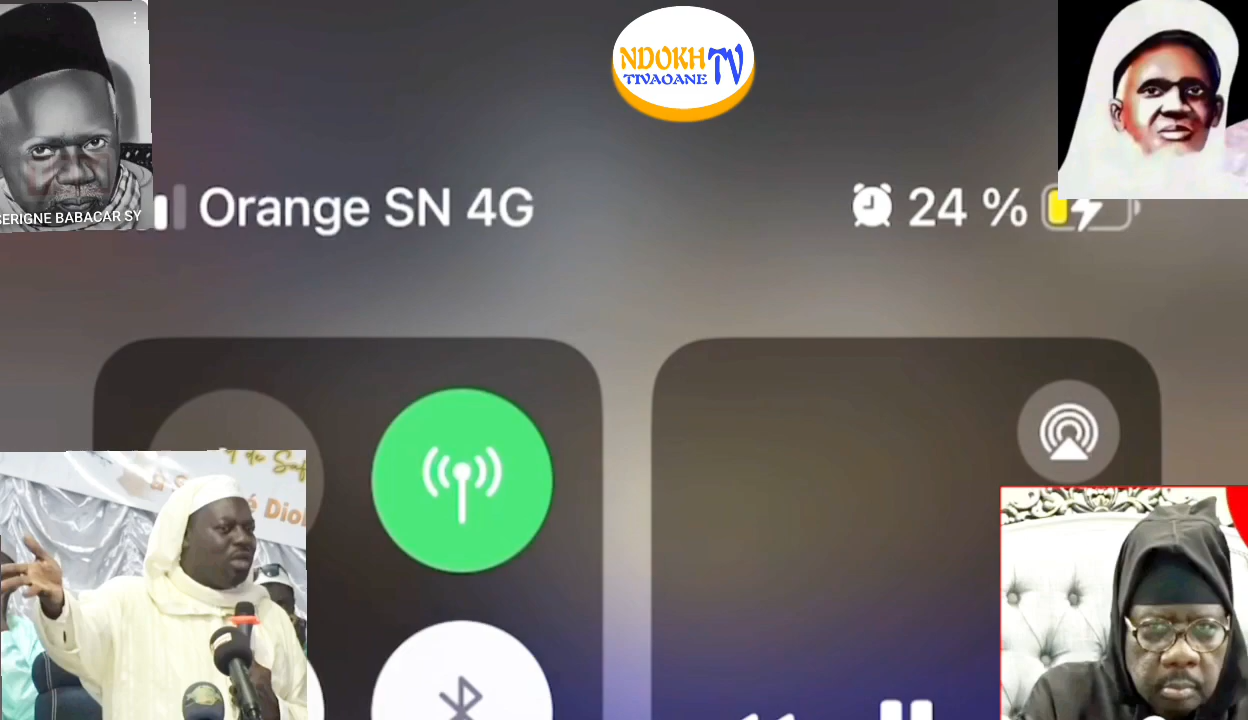 NDOKH TV
TIVAOANE
SERIGNE BABACAR SY
Orange SN 4G
24 %